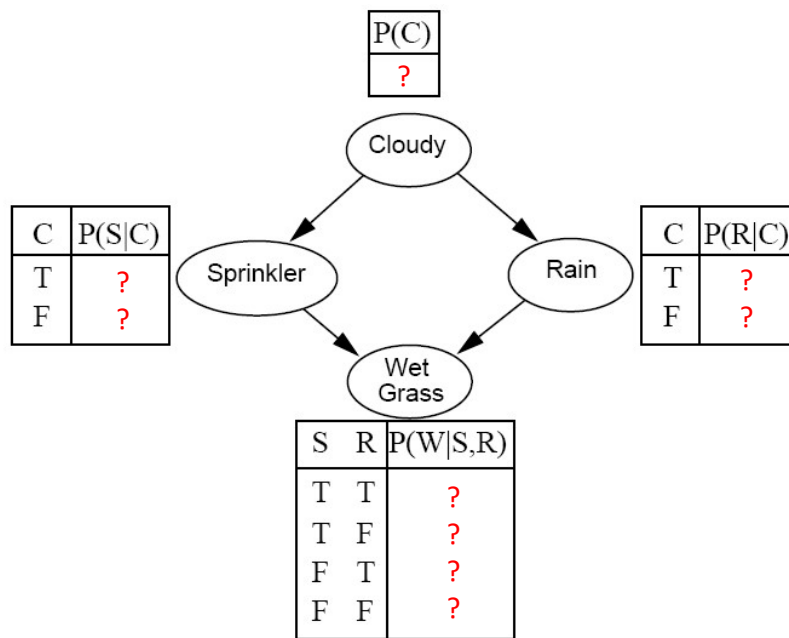 P(C)
?
Cloudy
C P(S|C)
T ?
F ?
Sprinkler
Rain
C P(R|C)
T ?
F ?
Wet
Grass
S R P(W|S,R)
T T ?
T F ?
F T ?
F F ?